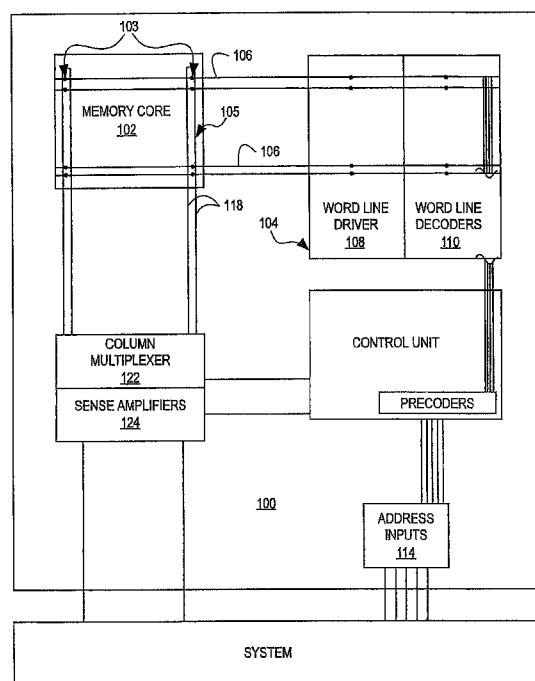 103
106
MEMORY CORE
102
105
106
118
104
WORD LINE
DRIVER
108
WORD LINE
DECODERS
110
COLUMN
MULTIPLEXER
122
SENSE AMPLIFIERS
124
CONTROL UNIT
PRECODERS
100
ADDRESS
INPUTS
114
SYSTEM